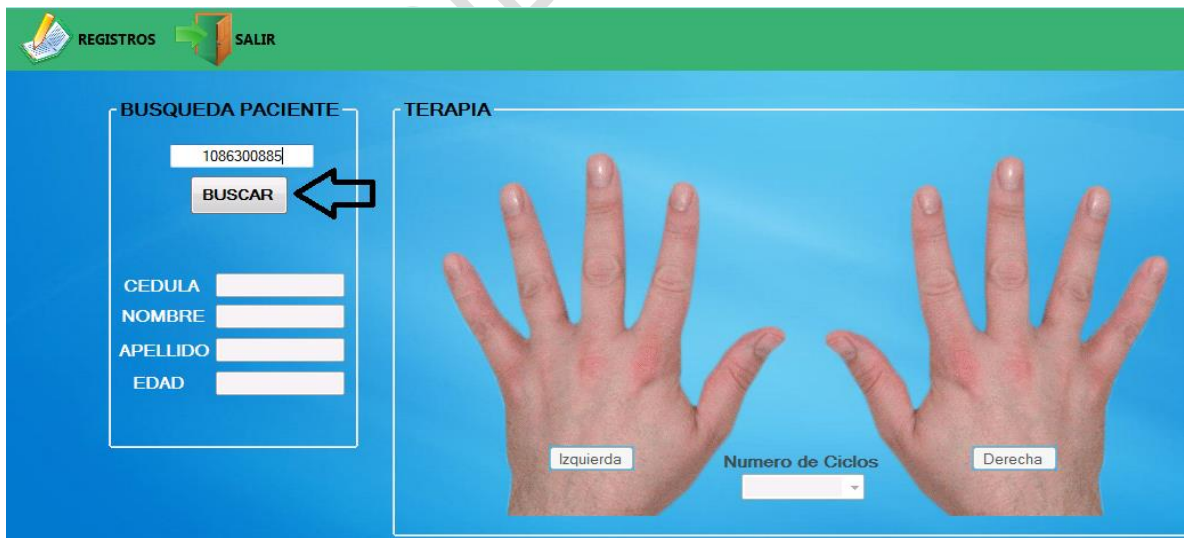 REGISTROS SALIR
BUSQUEDA PACIENTE
1086300885
BUSCAR
CEDULA
NOMBRE
APELLIDO
EDAD
TERAPIA
Izquierda
Numero de Ciclos
Derecha